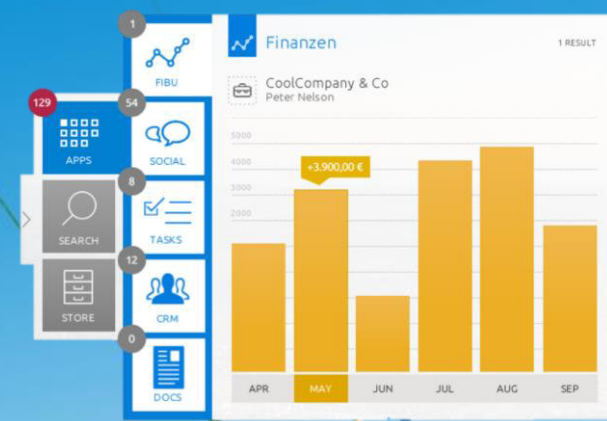 129
APPS
SEARCH
STORE
1
FIBU
54
SOCIAL
8
TASKS
12
CRM
0
DOCS
Finanzen
1 RESULT
CoolCompany & Co
Peter Nelson
5000
4000
3000
2000
+3.900,00 €
APR MAY JUN JUL AUG SEP